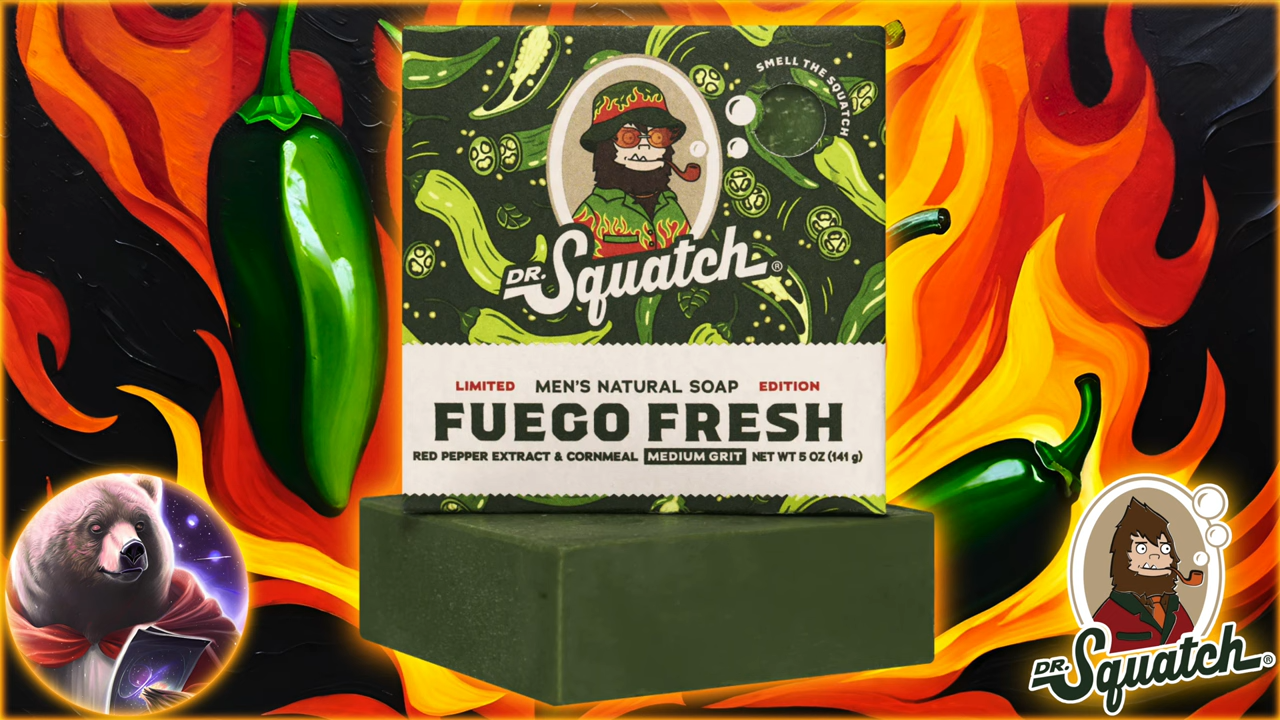 SMELL THE SQUATCH
DR. Squatch®
LIMITED MEN'S NATURAL SOAP EDITION
FUEGO FRESH
RED PEPPER EXTRACT & CORNMEAL MEDIUM GRIT NET WT 5 OZ (141 g)
DR. Squatch®